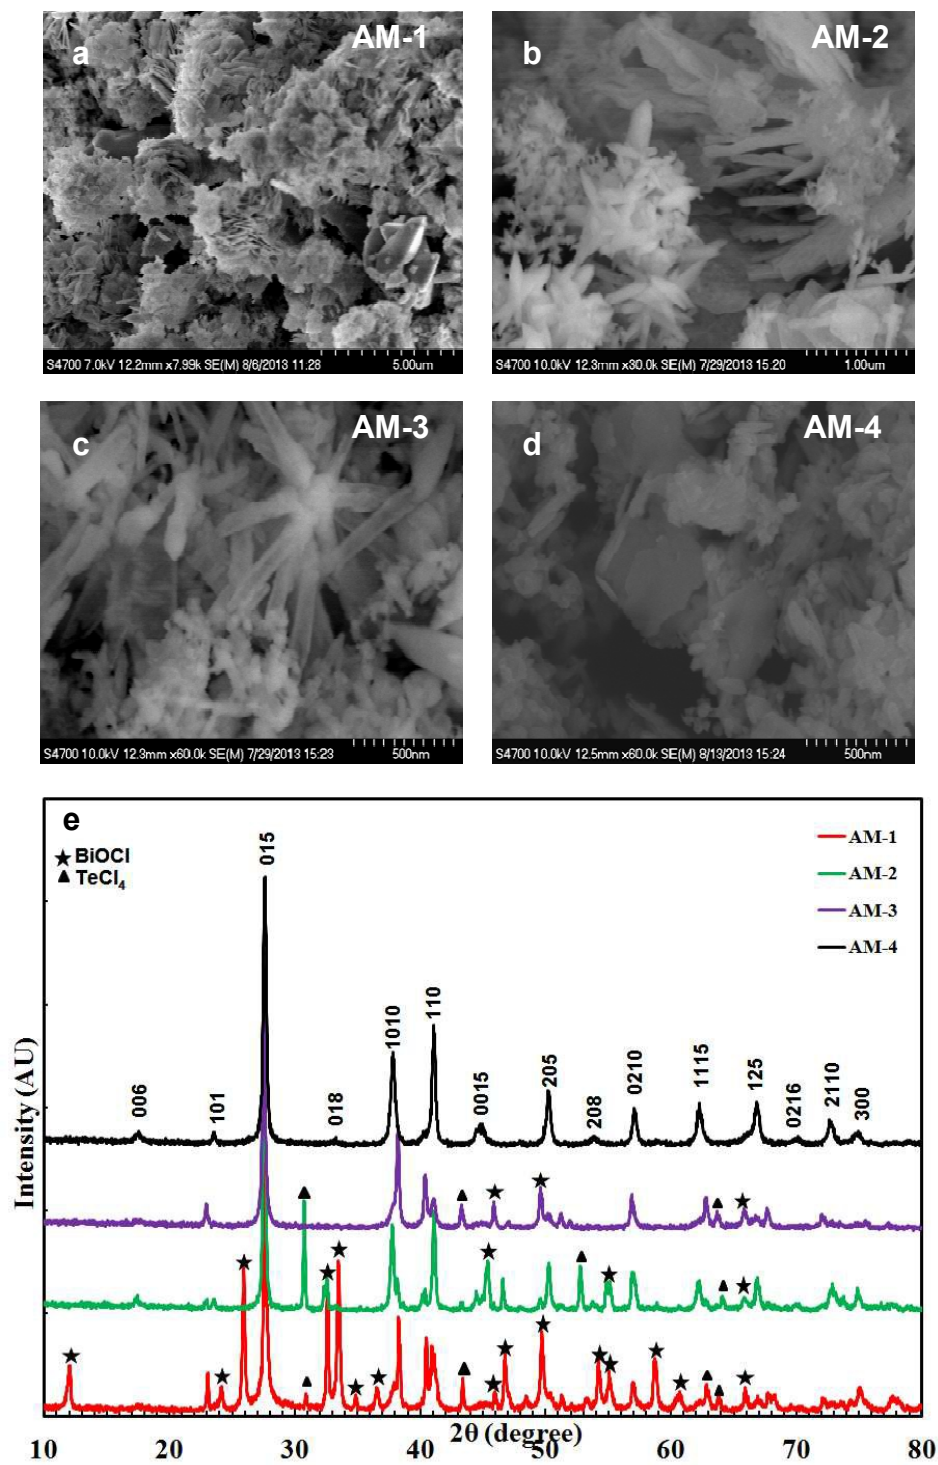 a AM-1
S4700 7.0kV 12.2mm x7.99k SE(M) 8/6/2013 11:28 5.00um
b AM-2
S4700 10.0kV 12.3mm x30.0k SE(M) 7/29/2013 15:20 1.00um
c AM-3
S4700 10.0kV 12.3mm x60.0k SE(M) 7/29/2013 15:23 500nm
d AM-4
S4700 10.0kV 12.5mm x60.0k SE(M) 8/13/2013 15:24 500nm
e
★ BiOCl
▲ TeCl4
AM-1
AM-2
AM-3
AM-4
Intensity (AU)
006
101
015
018
1010
110
0015
205
208
0210
1115
125
0216
2110
300
2θ (degree)
10 20 30 40 50 60 70 80